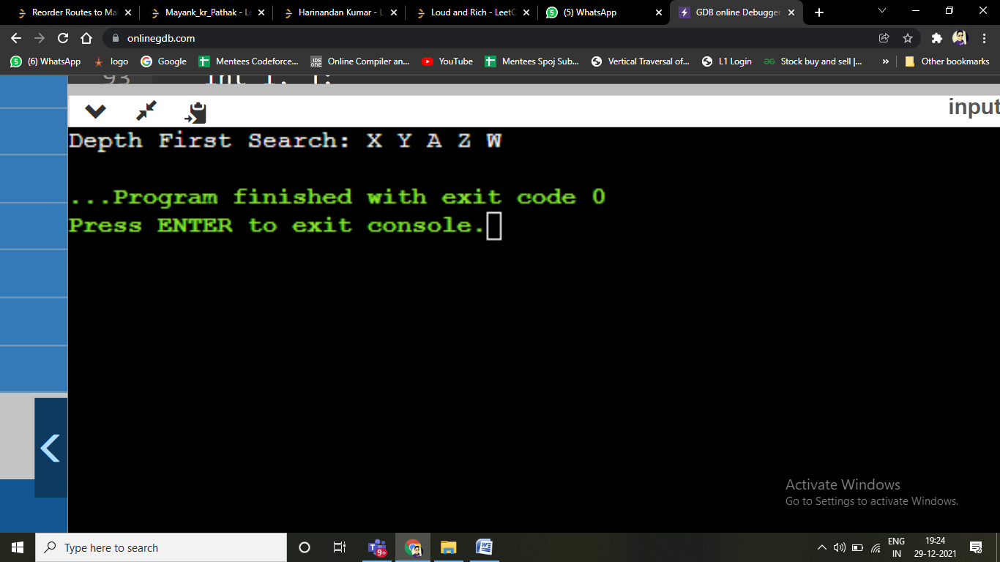 Reorder Routes to Ma
Mayank_kr_Pathak - Le
Harinandan Kumar - L
Loud and Rich - LeetC
(5) WhatsApp
GDB online Debugger
onlinegdb.com
(6) WhatsApp
logo
Google
Mentees Codeforce...
Online Compiler an...
YouTube
Mentees Spoj Sub...
Vertical Traversal of...
L1 Login
Stock buy and sell |...
»
Other bookmarks
93 int i, j;
input
Depth First Search: X Y A Z W
...Program finished with exit code 0
Press ENTER to exit console.
Activate Windows
Go to Settings to activate Windows.
Type here to search
9+
ENG
IN
19:24
29-12-2021